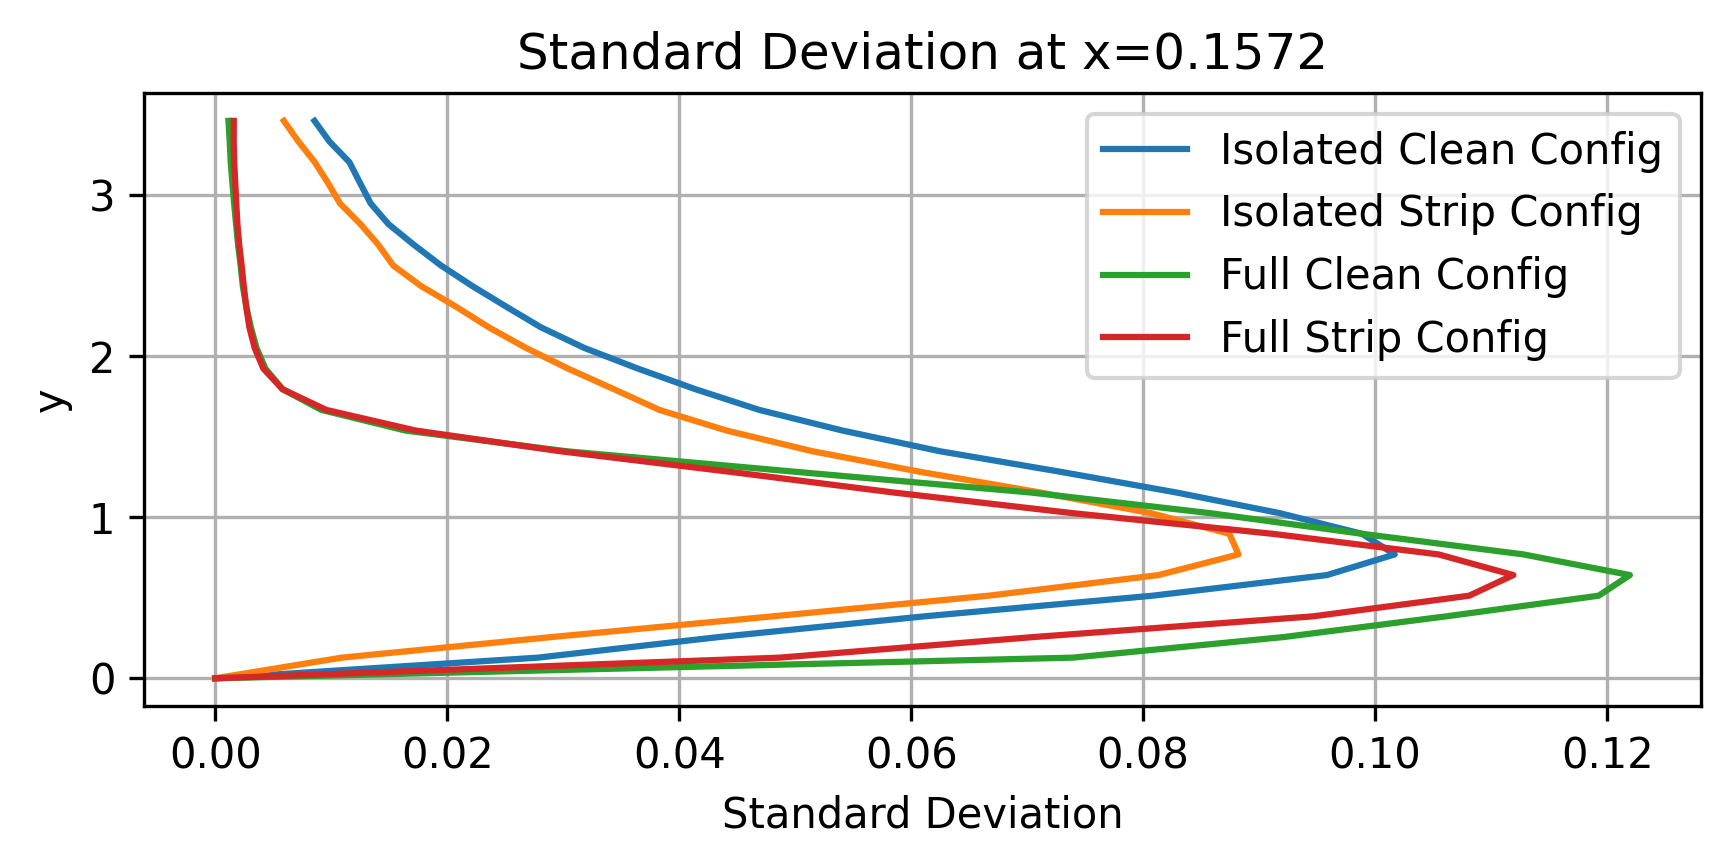 Standard Deviation at x=0.1572
Isolated Clean Config
Isolated Strip Config
Full Clean Config
Full Strip Config
3
2
1
0
y
0.00 0.02 0.04 0.06 0.08 0.10 0.12
Standard Deviation